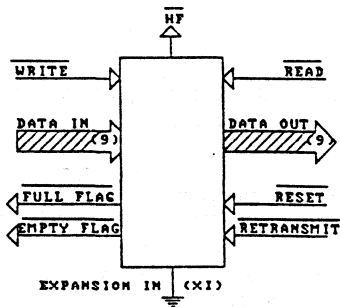 HF
WRITE READ
DATA IN DATA OUT
(9) (9)
FULL FLAG RESET
EMPTY FLAG RETRANSMIT
EXPANSION IN (XI)